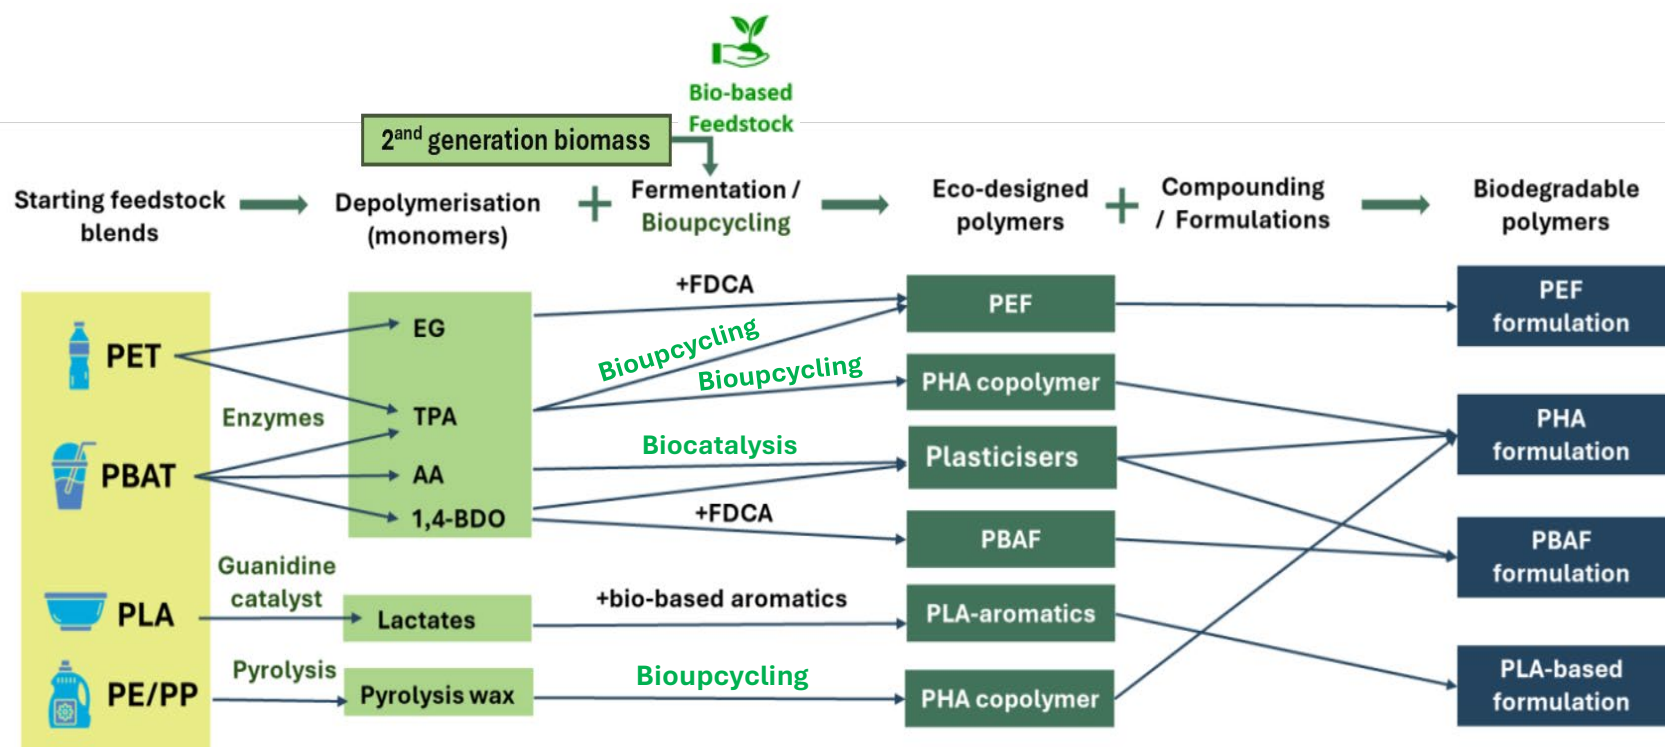 Bio-based
Feedstock
2and generation biomass
Starting feedstock
blends
Depolymerisation
(monomers)
+
Fermentation /
Bioupcycling
Eco-designed
polymers
+
Compounding
/ Formulations
Biodegradable
polymers
PET
PBAT
PLA
PE/PP
Enzymes
Guanidine
catalyst
Pyrolysis
EG
TPA
AA
1,4-BDO
Lactates
Pyrolysis wax
+FDCA
Bioupcycling
Bioupcycling
Biocatalysis
+FDCA
+bio-based aromatics
Bioupcycling
PEF
PHA copolymer
Plasticisers
PBAF
PLA-aromatics
PHA copolymer
PEF
formulation
PHA
formulation
PBAF
formulation
PLA-based
formulation